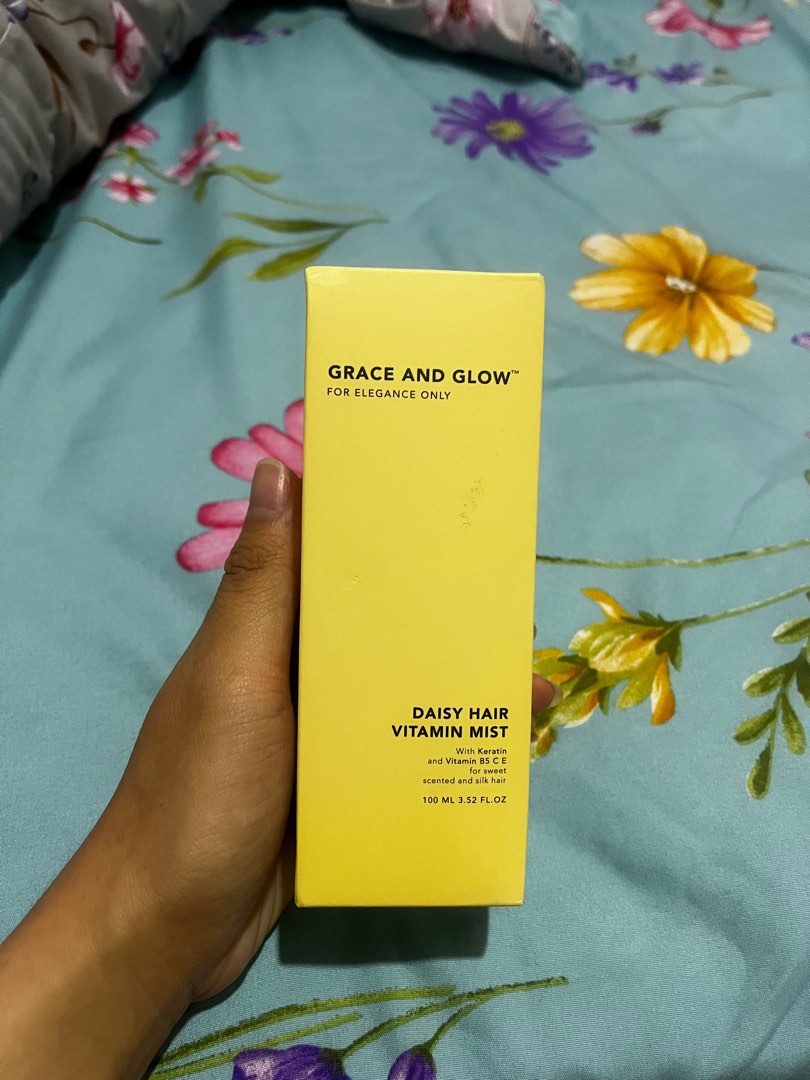 GRACE AND GLOW™
FOR ELEGANCE ONLY
DAISY HAIR
VITAMIN MIST
With Keratin
and Vitamin B5 C E
for sweet
scented and silk hair
100 ML 3.52 FL.OZ